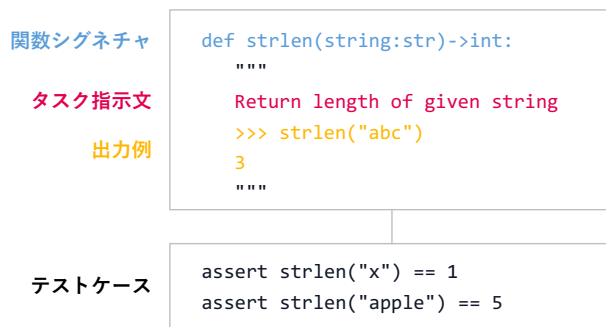 関数シグネチャ def strlen(string:str)->int:
"""
タスク指示文 Return length of given string
出力例 >>> strlen("abc")
3
"""
テストケース assert strlen("x") == 1
assert strlen("apple") == 5